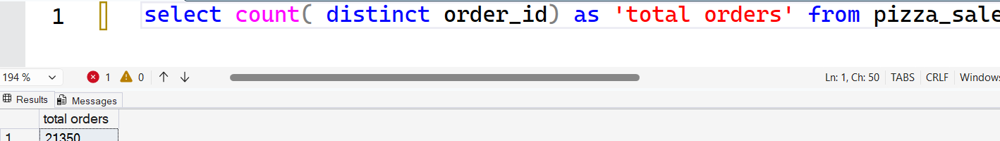 1 select count( distinct order_id) as 'total orders' from pizza_sale
194 % 1 0 Ln: 1, Ch: 50 TABS CRLF Windows
Results Messages
total orders
1 21350